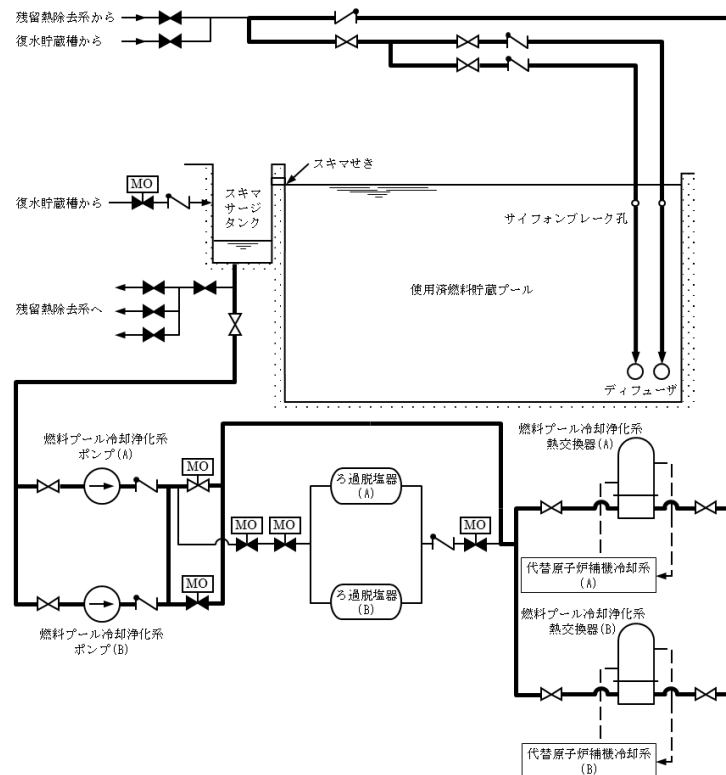 残留熱除去系から
復水貯蔵槽から
スキマせき
MO
復水貯蔵槽から
スキマ
サージ
タンク
サイフォンブレーク孔
使用済燃料貯蔵プール
残留熱除去系へ
ディフューザ
燃料プール冷却浄化系
ポンプ(A)
MO
MO
MO
ろ過脱塩器
(A)
MO
燃料プール冷却浄化系
熱交換器(A)
代替原子炉補機冷却系
(A)
MO
ろ過脱塩器
(B)
燃料プール冷却浄化系
ポンプ(B)
燃料プール冷却浄化系
熱交換器(B)
代替原子炉補機冷却系
(B)